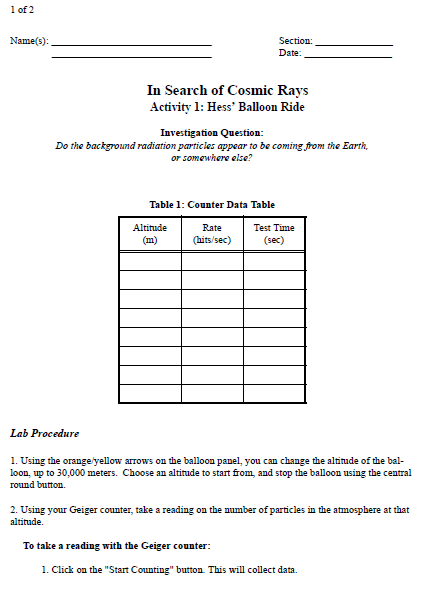 1 of 2
Name(s):
Section:
Date:
In Search of Cosmic Rays
Activity 1: Hess' Balloon Ride
Investigation Question:
Do the background radiation particles appear to be coming from the Earth,
or somewhere else?
Table 1: Counter Data Table
Altitude (m) Rate (hits/sec) Test Time (sec)
Lab Procedure
1. Using the orange/yellow arrows on the balloon panel, you can change the altitude of the bal-
loon, up to 30,000 meters. Choose an altitude to start from, and stop the balloon using the central
round button.
2. Using your Geiger counter, take a reading on the number of particles in the atmosphere at that
altitude.
To take a reading with the Geiger counter:
1. Click on the "Start Counting" button. This will collect data.